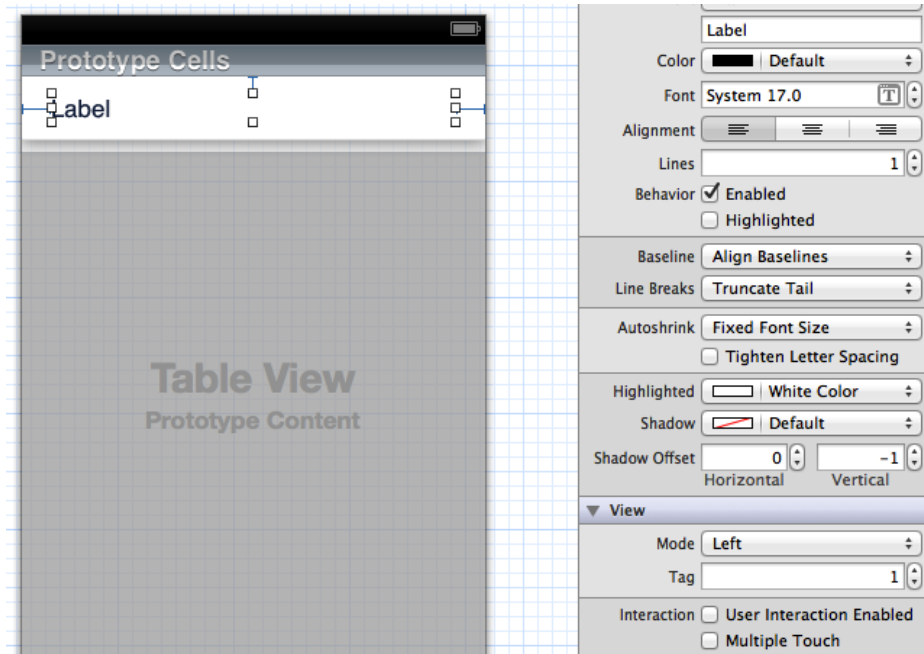 Prototype Cells
Label
Table View
Prototype Content
Label
Color Default
Font System 17.0 T
Alignment
Lines 1
Behavior Enabled
Highlighted
Baseline Align Baselines
Line Breaks Truncate Tail
Autoshrink Fixed Font Size
Tighten Letter Spacing
Highlighted White Color
Shadow Default
Shadow Offset 0 -1
Horizontal Vertical
View
Mode Left
Tag 1
Interaction User Interaction Enabled
Multiple Touch